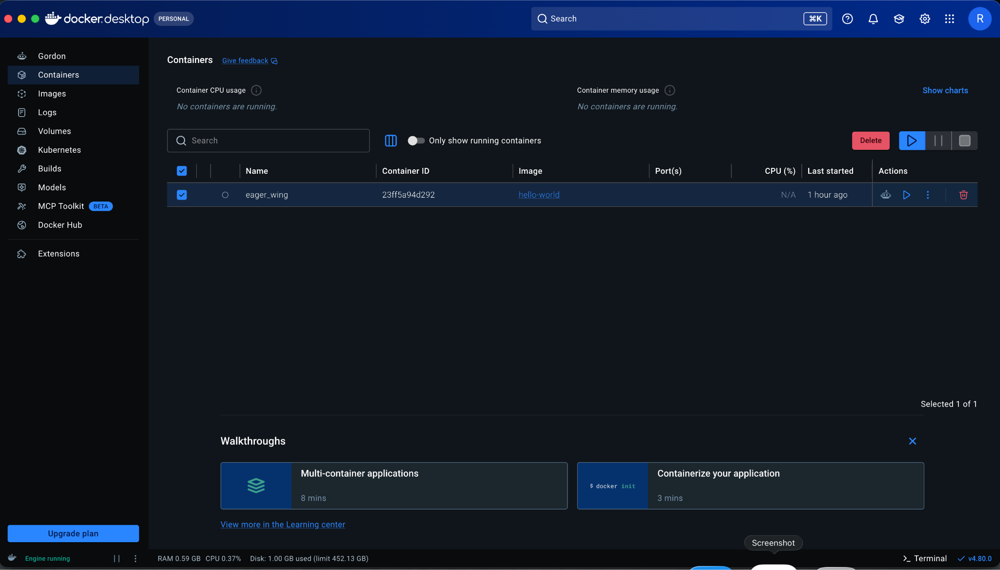 docker.desktop PERSONAL
Search ⌘K
R
Gordon
Containers
Images
Logs
Volumes
Kubernetes
Builds
Models
MCP Toolkit BETA
Docker Hub
Extensions
Upgrade plan
Containers Give feedback
Container CPU usage
No containers are running.
Container memory usage
No containers are running.
Show charts
Search
Only show running containers
Delete
Name Container ID Image Port(s) CPU (%) Last started Actions
eager_wing 23ff5a94d292 hello-world N/A 1 hour ago
Selected 1 of 1
Walkthroughs
Multi-container applications
8 mins
$ docker init
Containerize your application
3 mins
View more in the Learning center
Screenshot
Engine running
RAM 0.59 GB CPU 0.37% Disk: 1.00 GB used (limit 452.13 GB)
Terminal
v4.80.0